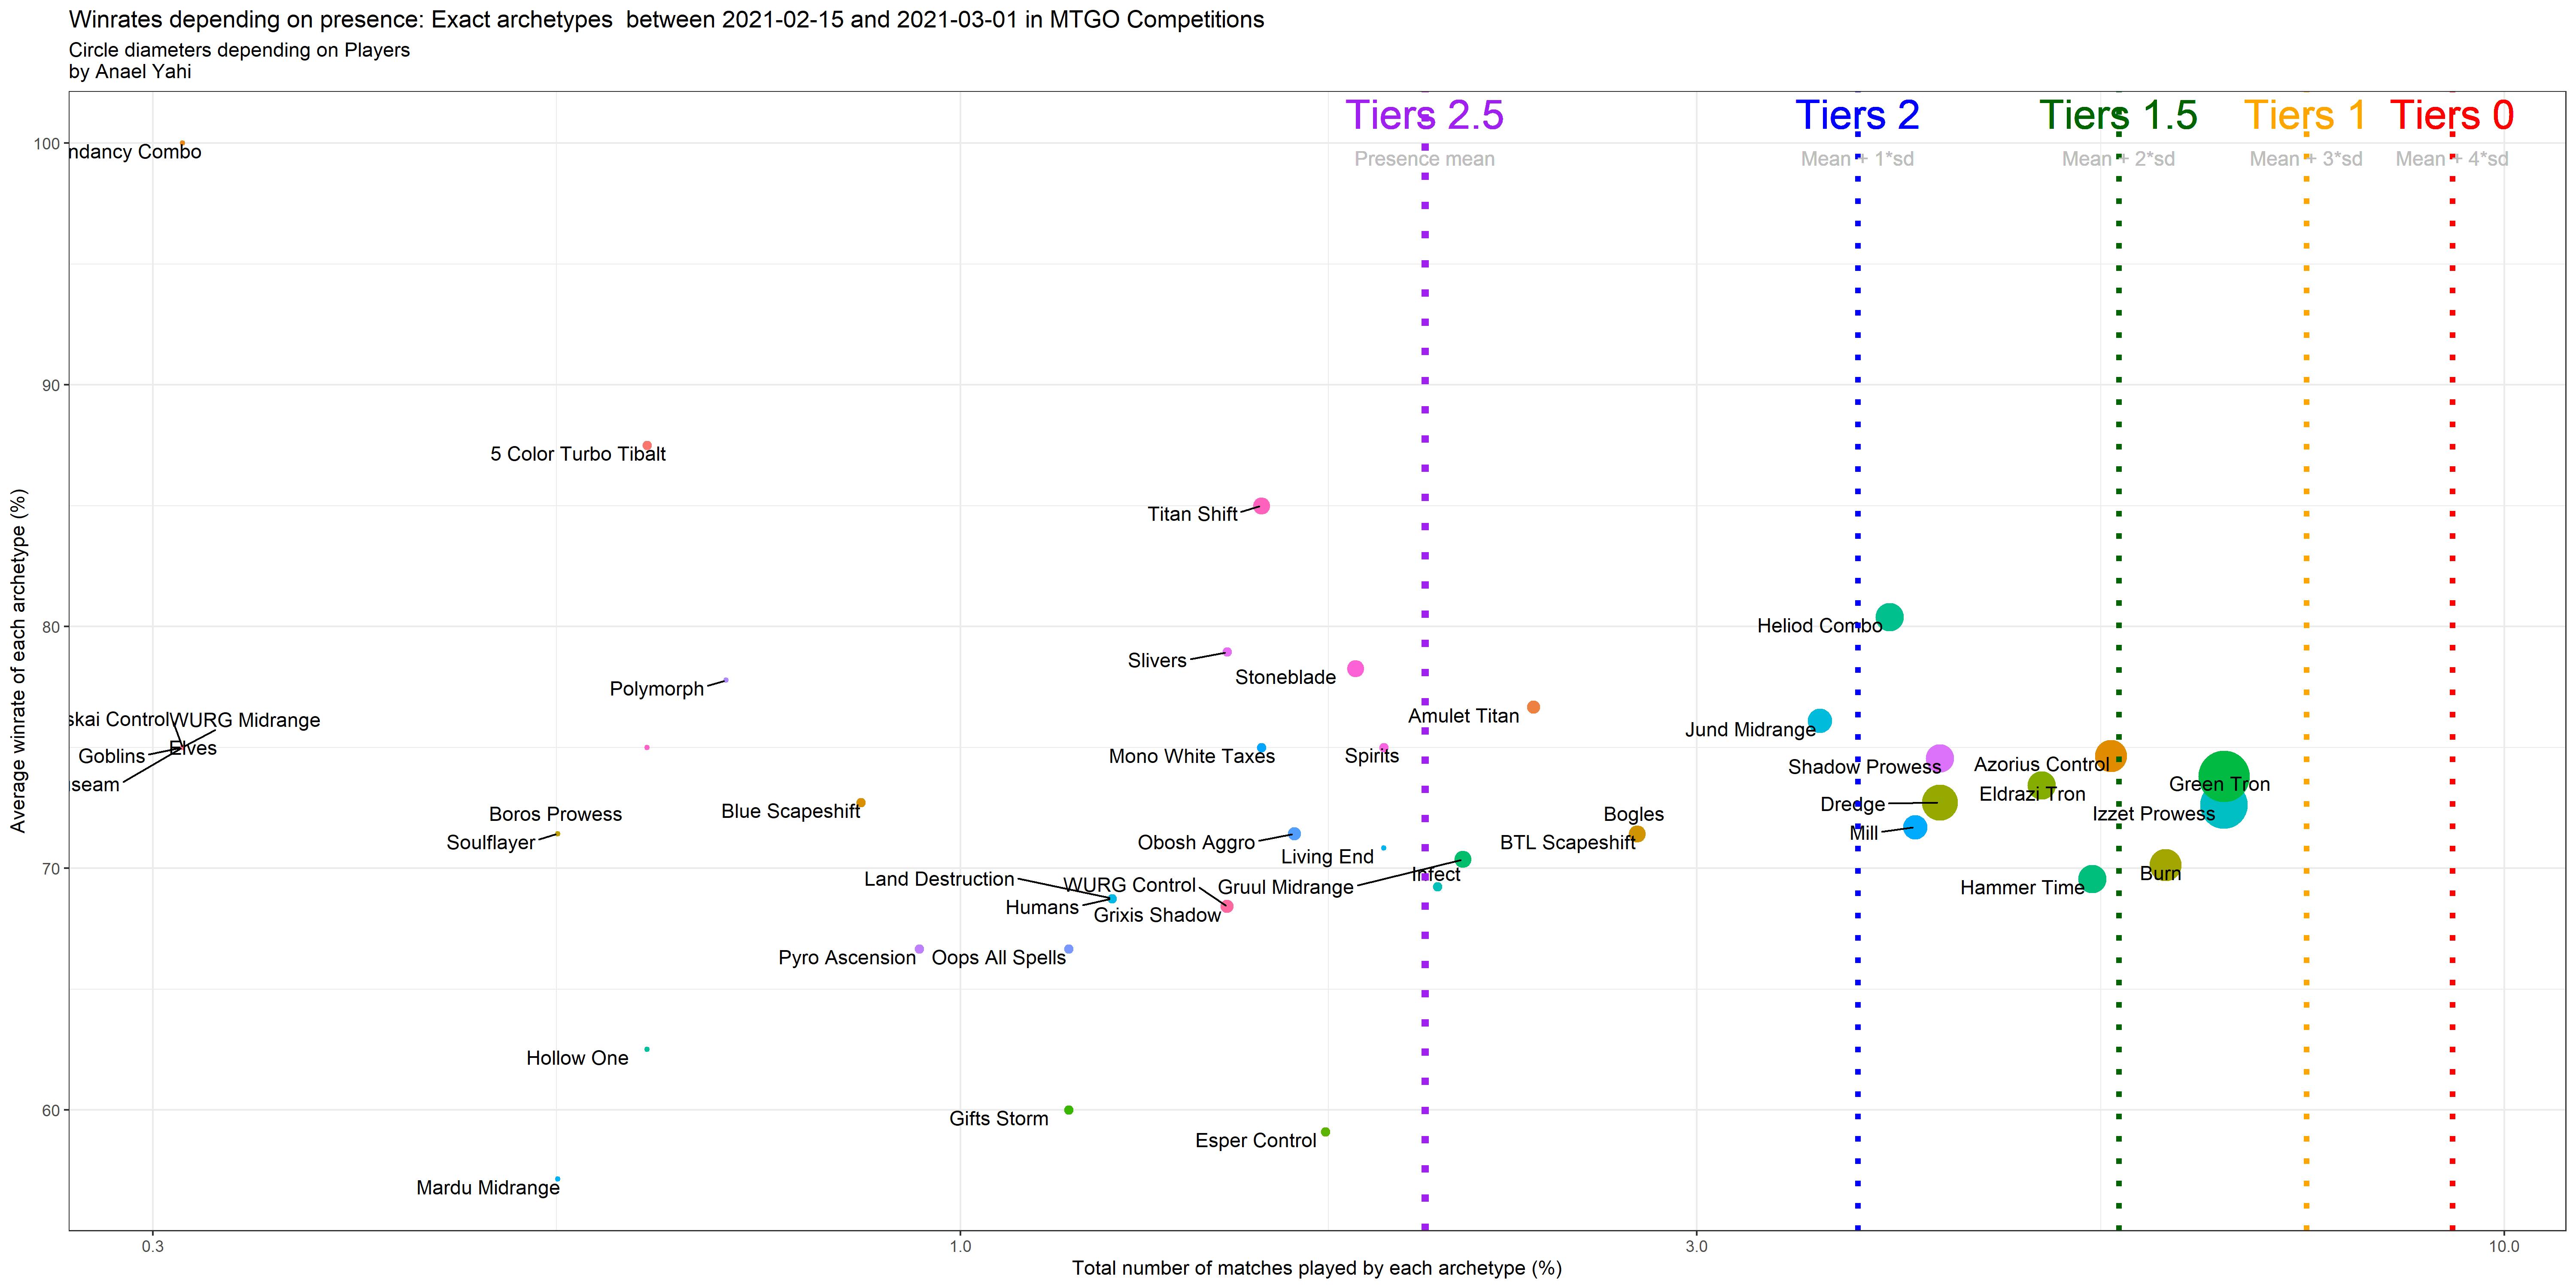 Winrates depending on presence: Exact archetypes  between 2021-02-15 and 2021-03-01 in MTGO Competitions
Circle diameters depending on Players
by Anael Yahi
Tiers 2.5
Tiers 2
Tiers 1.5
Tiers 1
Tiers 0
Presence mean
Mean + 1*sd
Mean + 2*sd
Mean + 3*sd
Mean + 4*sd
100
90
80
70
60
Average winrate of each archetype (%)
ndancy Combo
5 Color Turbo Tibalt
Titan Shift
Heliod Combo
Slivers
Stoneblade
Polymorph
Amulet Titan
skai Control
WURG Midrange
Jund Midrange
Goblins
Elves
Mono White Taxes
Spirits
Shadow Prowess
Azorius Control
seam
Green Tron
Eldrazi Tron
Dredge
Boros Prowess
Blue Scapeshift
Bogles
Izzet Prowess
Mill
Soulflayer
Obosh Aggro
BTL Scapeshift
Living End
Land Destruction
WURG Control
Gruul Midrange
Infect
Hammer Time
Burn
Humans
Grixis Shadow
Pyro Ascension
Oops All Spells
Hollow One
Gifts Storm
Esper Control
Mardu Midrange
0.3
1.0
3.0
10.0
Total number of matches played by each archetype (%)